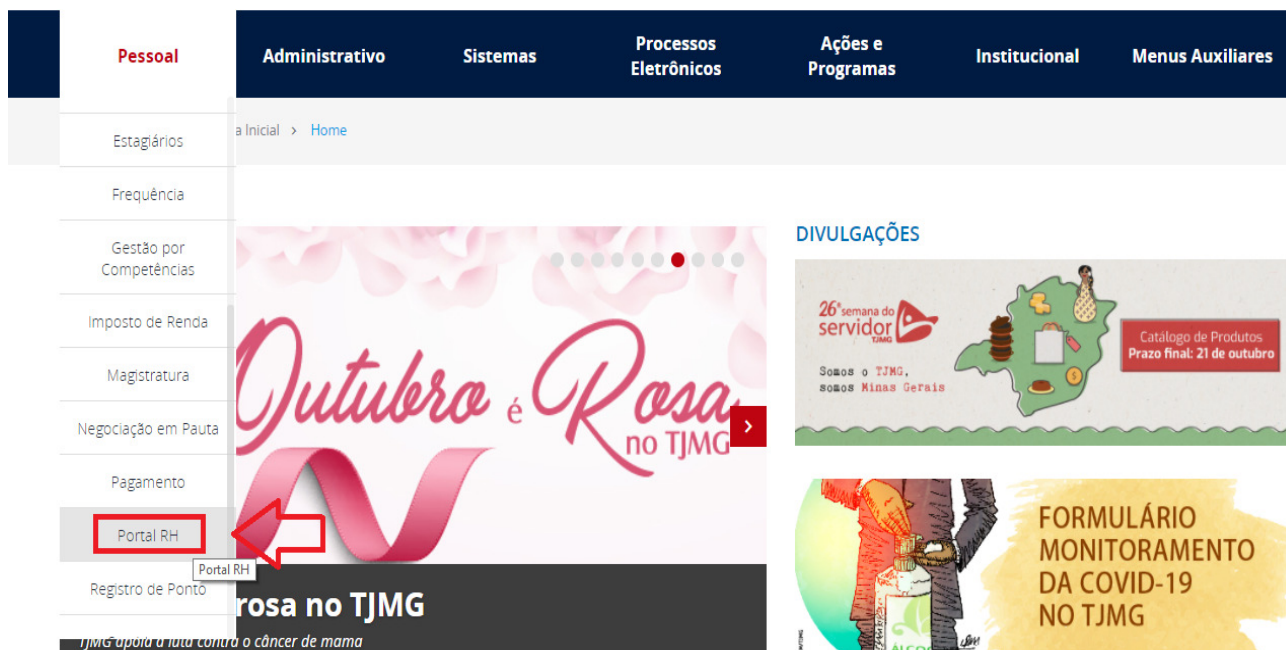 Pessoal
Administrativo
Sistemas
Processos
Eletrônicos
Ações e
Programas
Institucional
Menus Auxiliares
a Inicial > Home
Estagiários
Frequência
Gestão por
Competências
Imposto de Renda
Magistratura
Negociação em Pauta
Pagamento
Portal RH
Portal RH
Registro de Ponto
Outubro é Rosa
no TJMG
rosa no TJMG
TJMG apoia a luta contra o câncer de mama
DIVULGAÇÕES
26ª semana do
servidor
TJMG
Somos o TJMG,
somos Minas Gerais
Catálogo de Produtos
Prazo final: 21 de outubro
FORMULÁRIO
MONITORAMENTO
DA COVID-19
NO TJMG
ÁLCOO